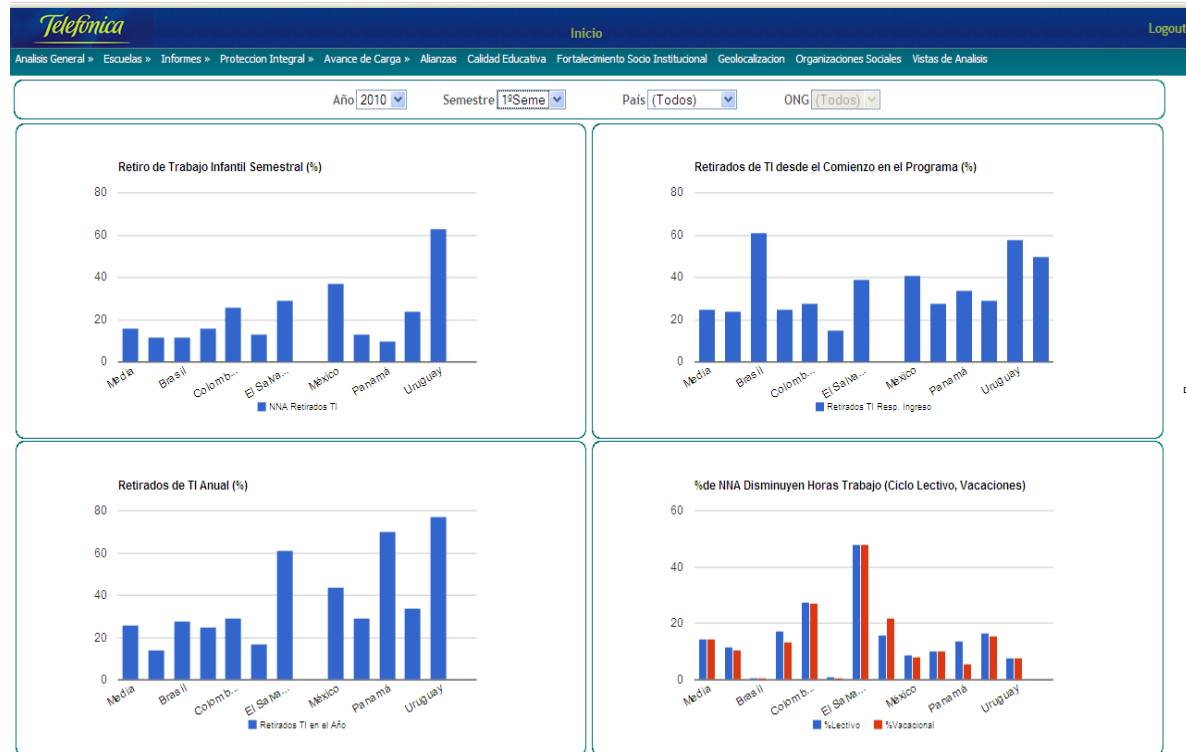 Telefónica
Inicio
Logout
Analisis General » Escuelas » Informes » Proteccion Integral » Avance de Carga » Alianzas Calidad Educativa Fortalecimiento Socio Institucional Geolocalizacion Organizaciones Sociales Vistas de Analisis
Año 2010 Semestre 1ºSeme País (Todos) ONG (Todos)
Retiro de Trabajo Infantil Semestral (%)
80
60
40
20
0
Media Brasil Colomb... El Salva... México Panamá Uruguay
NNA Retirados TI
Retirados de TI desde el Comienzo en el Programa (%)
80
60
40
20
0
Media Brasil Colomb... El Salva... México Panamá Uruguay
Retirados TI Resp. Ingreso
Retirados de TI Anual (%)
80
60
40
20
0
Media Brasil Colomb... El Salva... México Panamá Uruguay
Retirados TI en el Año
%de NNA Disminuyen Horas Trabajo (Ciclo Lectivo, Vacaciones)
60
40
20
0
Media Brasil Colomb... El Salva... México Panamá Uruguay
%Lectivo %Vacacional